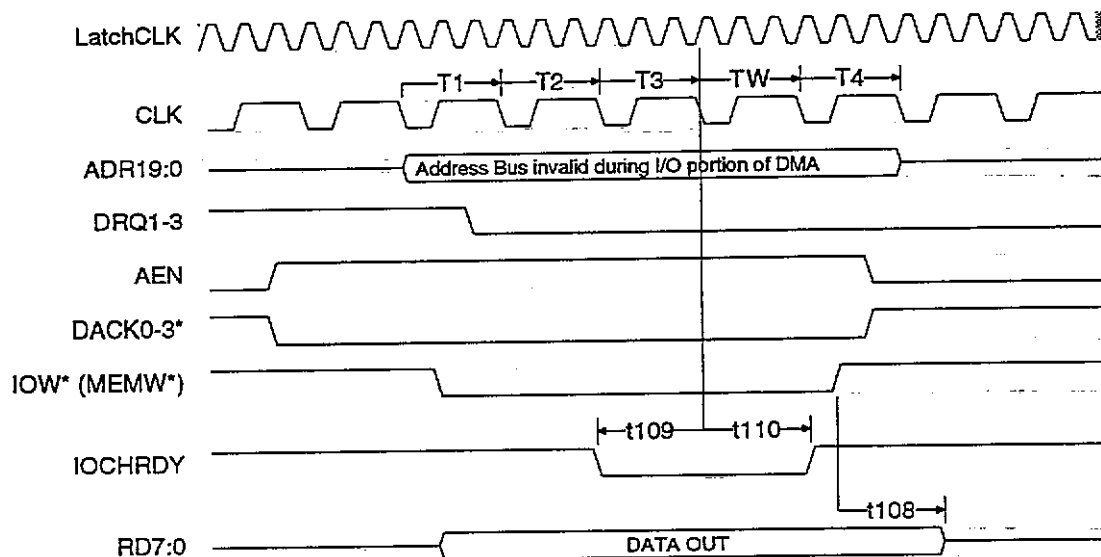 LatchCLK
T1 T2 T3 TW T4
CLK
ADR19:0 Address Bus invalid during I/O portion of DMA
DRQ1-3
AEN
DACK0-3*
IOW* (MEMW*)
t109 t110
IOCHRDY
t108
RD7:0 DATA OUT